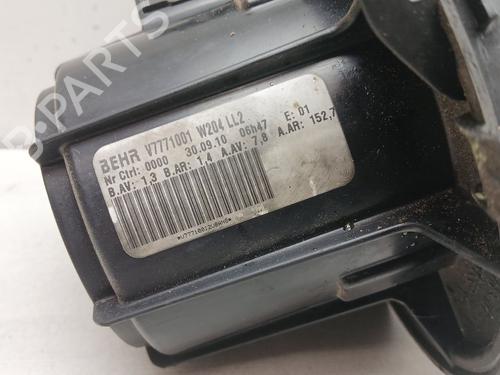 BEHR V7771001 W204 LL2
Nr Ctrl: 0000 30.09.10 06h47 E: 01
B.AV: 1,3 B.AR: 1,4 A.AV: 7,8 A.AR: 152,7